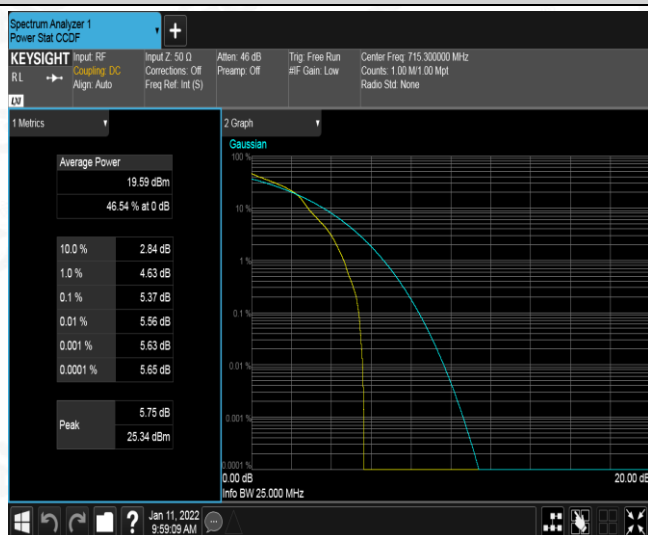 Spectrum Analyzer 1
Power Stat CCDF
+
KEYSIGHT
RL
LXI
Input: RF
Coupling: DC
Align: Auto
Input Z: 50 Ω
Corrections: Off
Freq Ref: Int (S)
Atten: 46 dB
Preamp: Off
Trig: Free Run
#IF Gain: Low
Center Freq: 715.300000 MHz
Counts: 1.00 M/1.00 Mpt
Radio Std: None
1 Metrics
Average Power
19.59 dBm
46.54 % at 0 dB
10.0 % 2.84 dB
1.0 % 4.63 dB
0.1 % 5.37 dB
0.01 % 5.56 dB
0.001 % 5.63 dB
0.0001 % 5.65 dB
Peak
5.75 dB
25.34 dBm
2 Graph
Gaussian
100 %
10 %
1 %
0.1 %
0.01 %
0.001 %
0.0001 %
0.00 dB
20.00 dB
Info BW 25.000 MHz
?
Jan 11, 2022
9:59:09 AM